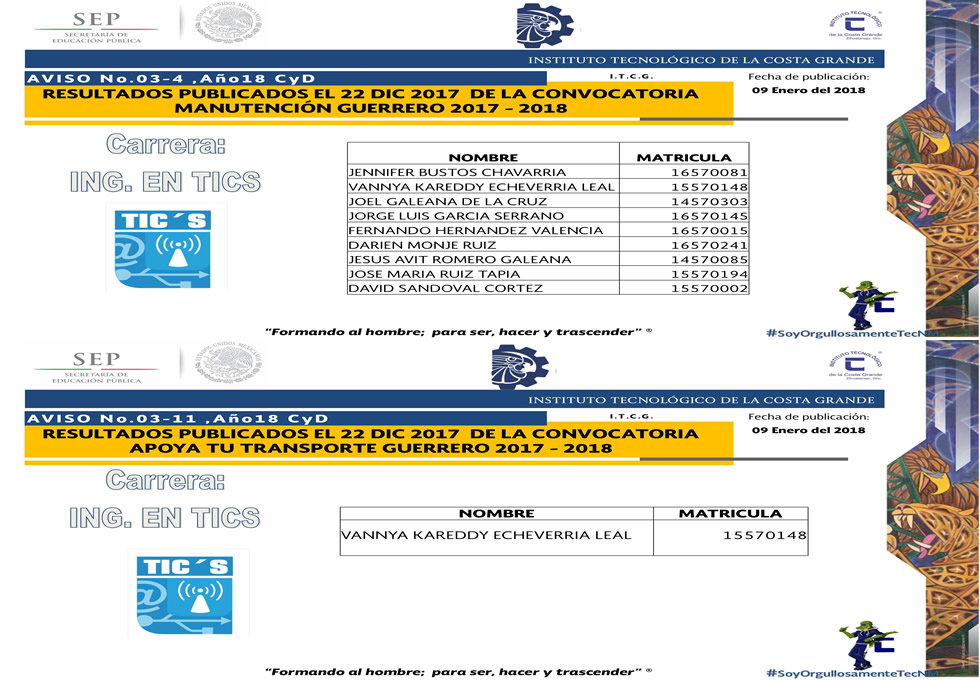 SEP
SECRETARÍA DE
EDUCACIÓN PÚBLICA
ESTADOS UNIDOS MEXICANOS
INSTITUTO TECNOLÓGICO
de la Costa Grande
Zihuatanejo, Gro.
INSTITUTO TECNOLÓGICO DE LA COSTA GRANDE
AVISO No.03-4 ,Año18 CyD
I.T.C.G.
Fecha de publicación:
09 Enero del 2018
RESULTADOS PUBLICADOS EL 22 DIC 2017 DE LA CONVOCATORIA
MANUTENCIÓN GUERRERO 2017 – 2018
Carrera:
ING. EN TICS
TIC´S
@
NOMBRE MATRICULA
JENNIFER BUSTOS CHAVARRIA 16570081
VANNYA KAREDDY ECHEVERRIA LEAL 15570148
JOEL GALEANA DE LA CRUZ 14570303
JORGE LUIS GARCIA SERRANO 16570145
FERNANDO HERNANDEZ VALENCIA 16570015
DARIEN MONJE RUIZ 16570241
JESUS AVIT ROMERO GALEANA 14570085
JOSE MARIA RUIZ TAPIA 15570194
DAVID SANDOVAL CORTEZ 15570002
“Formando al hombre; para ser, hacer y trascender” ®
#SoyOrgullosamenteTecNM
SEP
SECRETARÍA DE
EDUCACIÓN PÚBLICA
ESTADOS UNIDOS MEXICANOS
INSTITUTO TECNOLÓGICO
de la Costa Grande
Zihuatanejo, Gro.
INSTITUTO TECNOLÓGICO DE LA COSTA GRANDE
AVISO No.03-11 ,Año18 CyD
I.T.C.G.
Fecha de publicación:
09 Enero del 2018
RESULTADOS PUBLICADOS EL 22 DIC 2017 DE LA CONVOCATORIA
APOYA TU TRANSPORTE GUERRERO 2017 – 2018
Carrera:
ING. EN TICS
TIC´S
@
NOMBRE MATRICULA
VANNYA KAREDDY ECHEVERRIA LEAL 15570148
“Formando al hombre; para ser, hacer y trascender” ®
#SoyOrgullosamenteTecNM